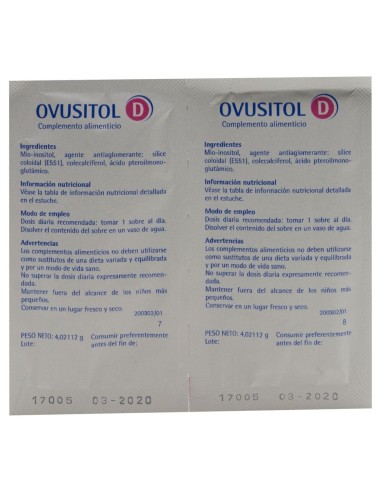 OVUSITOL D
Complemento alimenticio
Ingredientes
Mio-inositol, agente antiaglomerante: sílice
coloidal (E551), colecalciferol, ácido pteroilmono-
glutámico.
Información nutricional
Véase la tabla de información nutricional detallada
en el estuche.
Modo de empleo
Dosis diaria recomendada: tomar 1 sobre al día.
Disolver el contenido del sobre en un vaso de agua.
Advertencias
Los complementos alimenticios no deben utilizarse
como sustitutos de una dieta variada y equilibrada
y por un modo de vida sano.
No superar la dosis diaria expresamente recomen-
dada.
Mantener fuera del alcance de los niños más
pequeños.
Conservar en un lugar fresco y seco.
200302/01
7
PESO NETO: 4,02112 g
Lote:
Consumir preferentemente
antes del fin de:
17005 03-2020
OVUSITOL D
Complemento alimenticio
Ingredientes
Mio-inositol, agente antiaglomerante: sílice
coloidal (E551), colecalciferol, ácido pteroilmono-
glutámico.
Información nutricional
Véase la tabla de información nutricional detallada
en el estuche.
Modo de empleo
Dosis diaria recomendada: tomar 1 sobre al día.
Disolver el contenido del sobre en un vaso de agua.
Advertencias
Los complementos alimenticios no deben utilizarse
como sustitutos de una dieta variada y equilibrada
y por un modo de vida sano.
No superar la dosis diaria expresamente recomen-
dada.
Mantener fuera del alcance de los niños más
pequeños.
Conservar en un lugar fresco y seco.
200302/01
8
PESO NETO: 4,02112 g
Lote:
Consumir preferentemente
antes del fin de:
17005 03-2020